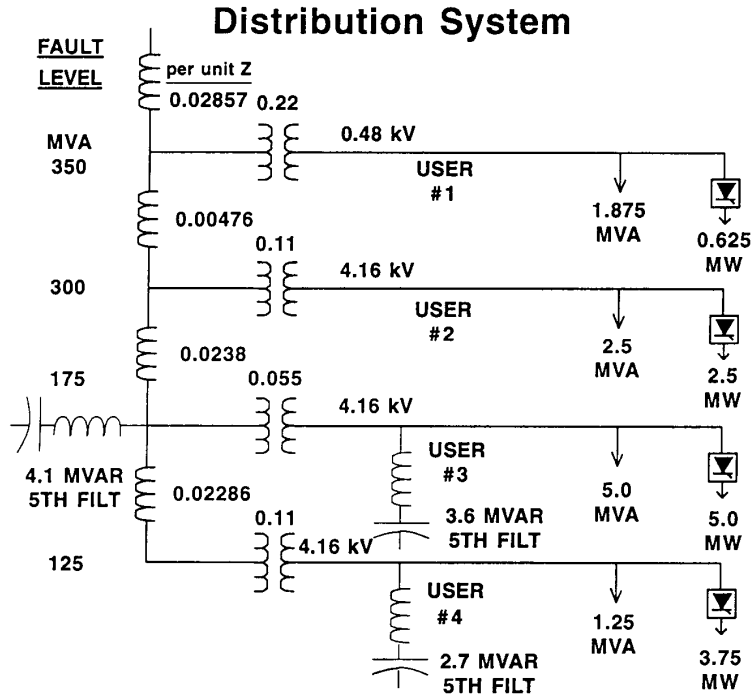 Distribution System
FAULT
LEVEL
per unit Z
0.02857
0.22
0.48 kV
MVA
350
USER
#1
1.875
MVA
0.625
MW
0.00476
0.11
4.16 kV
300
USER
#2
2.5
MVA
2.5
MW
0.0238
175
0.055
4.16 kV
4.1 MVAR
5TH FILT
USER
#3
3.6 MVAR
5TH FILT
5.0
MVA
5.0
MW
0.02286
0.11
4.16 kV
125
USER
#4
2.7 MVAR
5TH FILT
1.25
MVA
3.75
MW